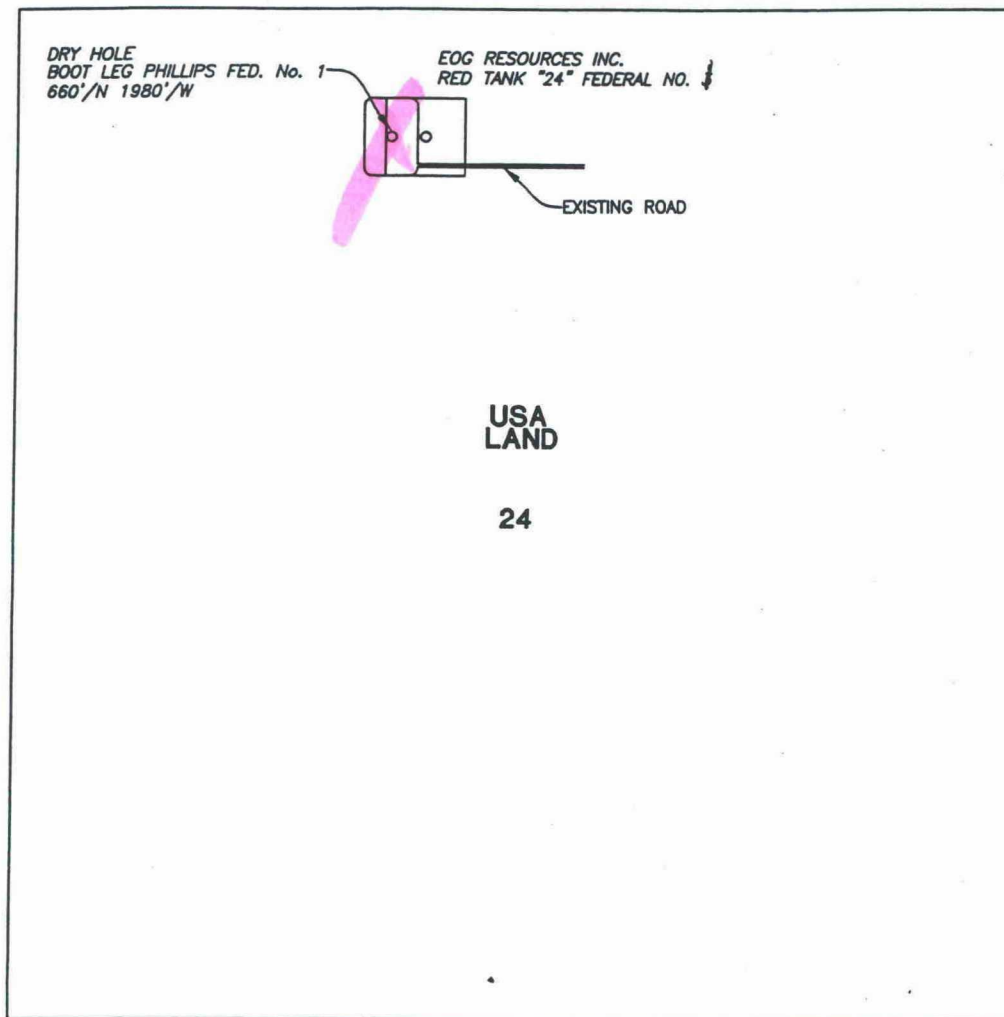 DRY HOLE
BOOT LEG PHILLIPS FED. No. 1
660'/N 1980'/W
EOG RESOURCES INC.
RED TANK "24" FEDERAL NO.
EXISTING ROAD
USA
LAND
24